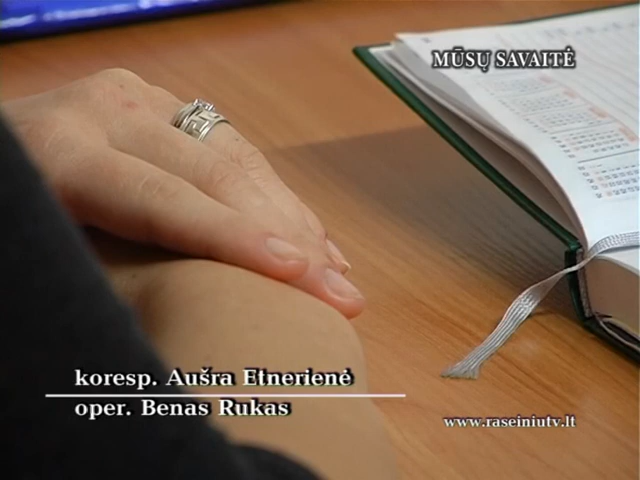 MŪSŲ SAVAITĖ
koresp. Aušra Etnerienė
oper. Benas Rukas
www.raseiniutv.lt